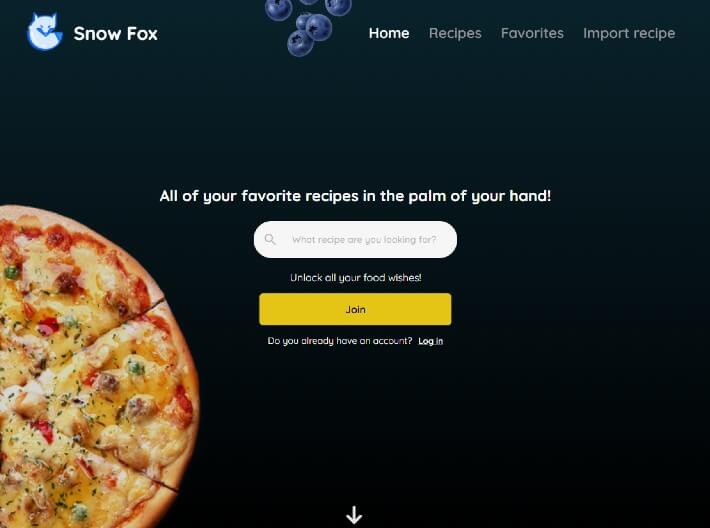 Snow Fox
Home Recipes Favorites Import recipe
All of your favorite recipes in the palm of your hand!
What recipe are you looking for?
Unlock all your food wishes!
Join
Do you already have an account? Log in